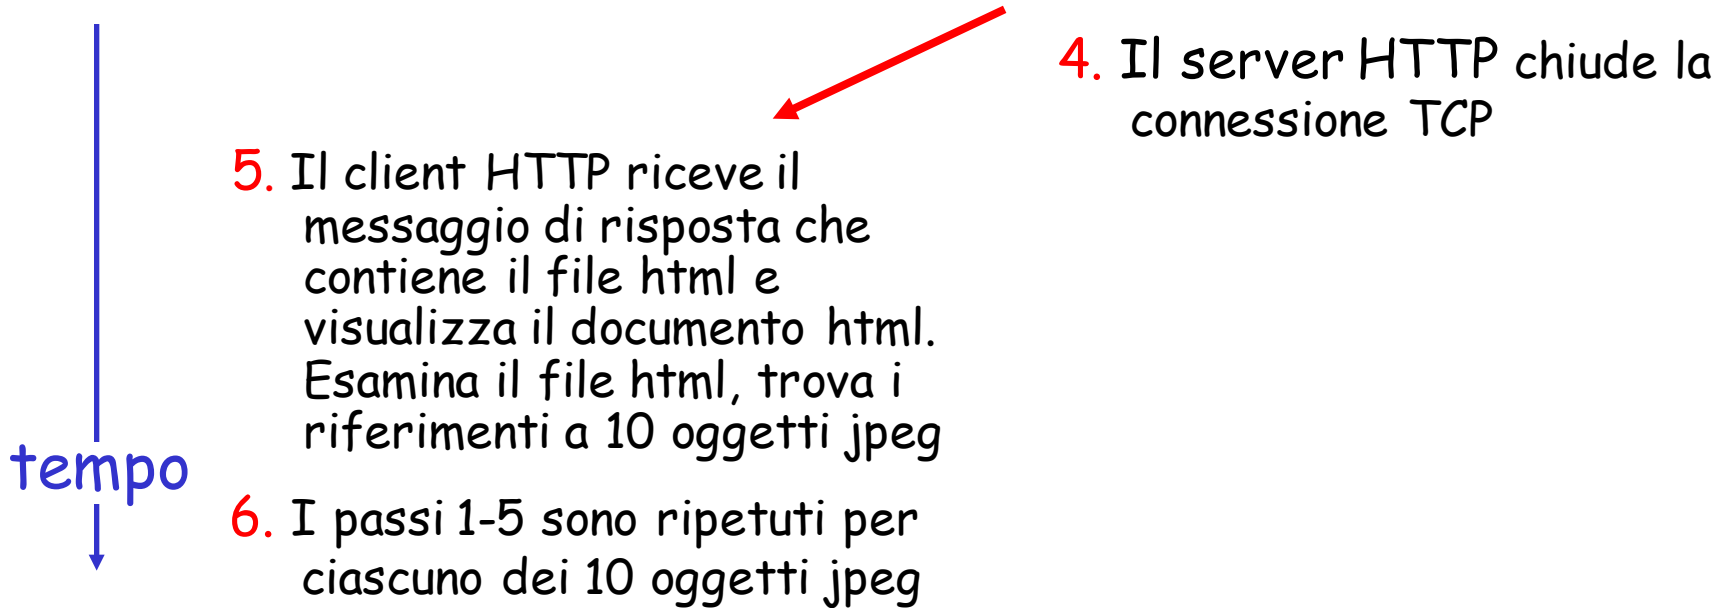 4. Il server HTTP chiude la
connessione TCP
5. Il client HTTP riceve il
messaggio di risposta che
contiene il file html e
visualizza il documento html.
Esamina il file html, trova i
riferimenti a 10 oggetti jpeg
tempo
6. I passi 1-5 sono ripetuti per
ciascuno dei 10 oggetti jpeg